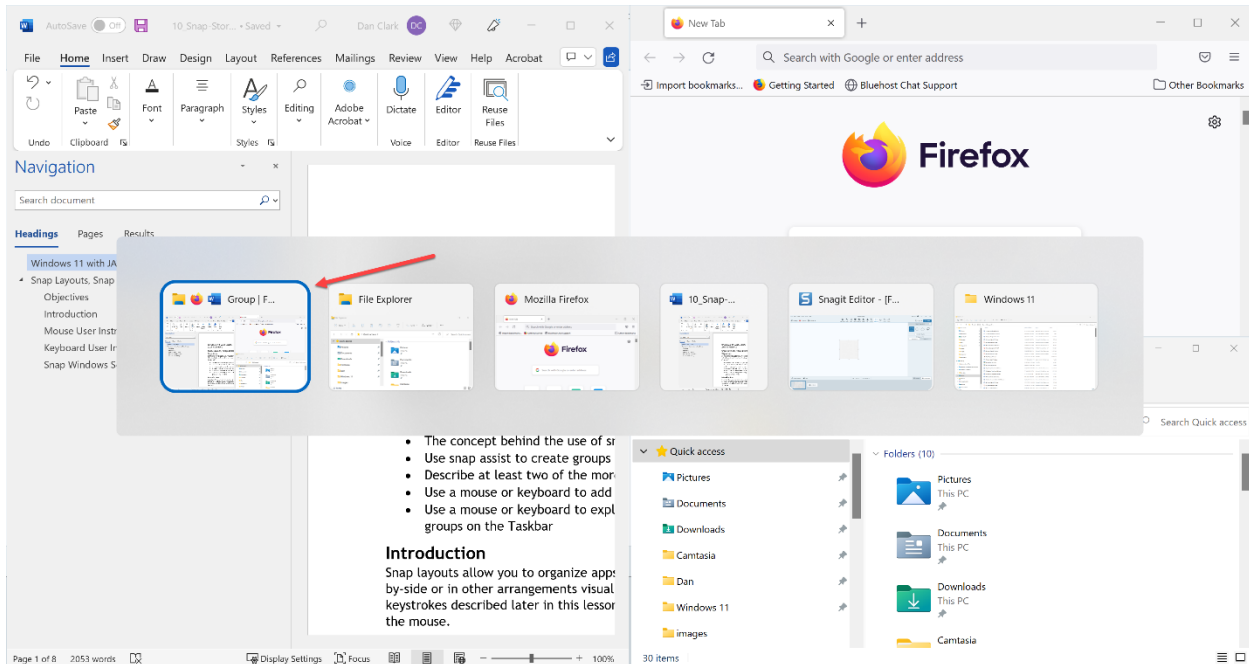 AutoSave Off 10_Snap-Stor... • Saved Dan Clark DC
File Home Insert Draw Design Layout References Mailings Review View Help Acrobat
Paste Font Paragraph Styles Editing Adobe Acrobat Dictate Editor Reuse Files
Undo Clipboard Styles Voice Editor Reuse Files
Navigation
Search document
Headings Pages Results
Windows 11 with JA
Snap Layouts, Snap
Objectives
Introduction
Mouse User Instr
Keyboard User Ir
Snap Windows S
New Tab
Search with Google or enter address
Import bookmarks... Getting Started Bluehost Chat Support Other Bookmarks
Firefox
Group | F...
File Explorer
Mozilla Firefox
10_Snap-...
Snagit Editor - [F...
Windows 11
• The concept behind the use of sr
• Use snap assist to create groups
• Describe at least two of the mor
• Use a mouse or keyboard to add
• Use a mouse or keyboard to expl
groups on the Taskbar
Introduction
Snap layouts allow you to organize apps
by-side or in other arrangements visual
keystrokes described later in this lesson
the mouse.
Page 1 of 8 2053 words Display Settings Focus 100%
Search Quick access
Quick access
Pictures
Documents
Downloads
Camtasia
Dan
Windows 11
images
Folders (10)
Pictures
This PC
Documents
This PC
Downloads
This PC
Camtasia
30 items